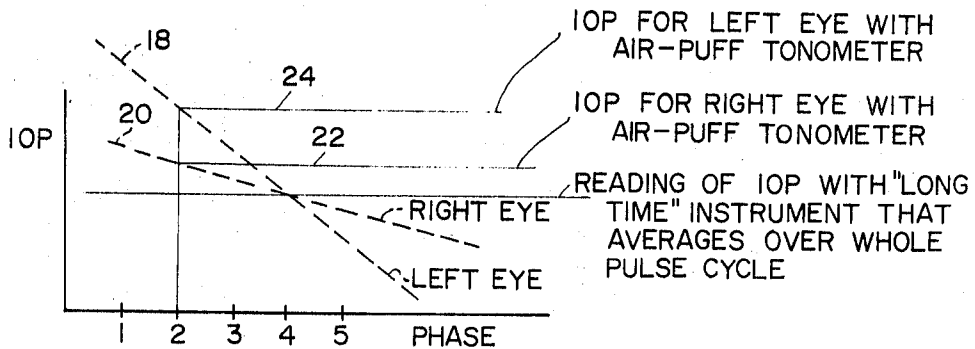 18
IOP FOR LEFT EYE WITH
AIR-PUFF TONOMETER
24
IOP
20
22
IOP FOR RIGHT EYE WITH
AIR-PUFF TONOMETER
READING OF IOP WITH "LONG
TIME" INSTRUMENT THAT
AVERAGES OVER WHOLE
PULSE CYCLE
RIGHT EYE
LEFT EYE
1 2 3 4 5 PHASE